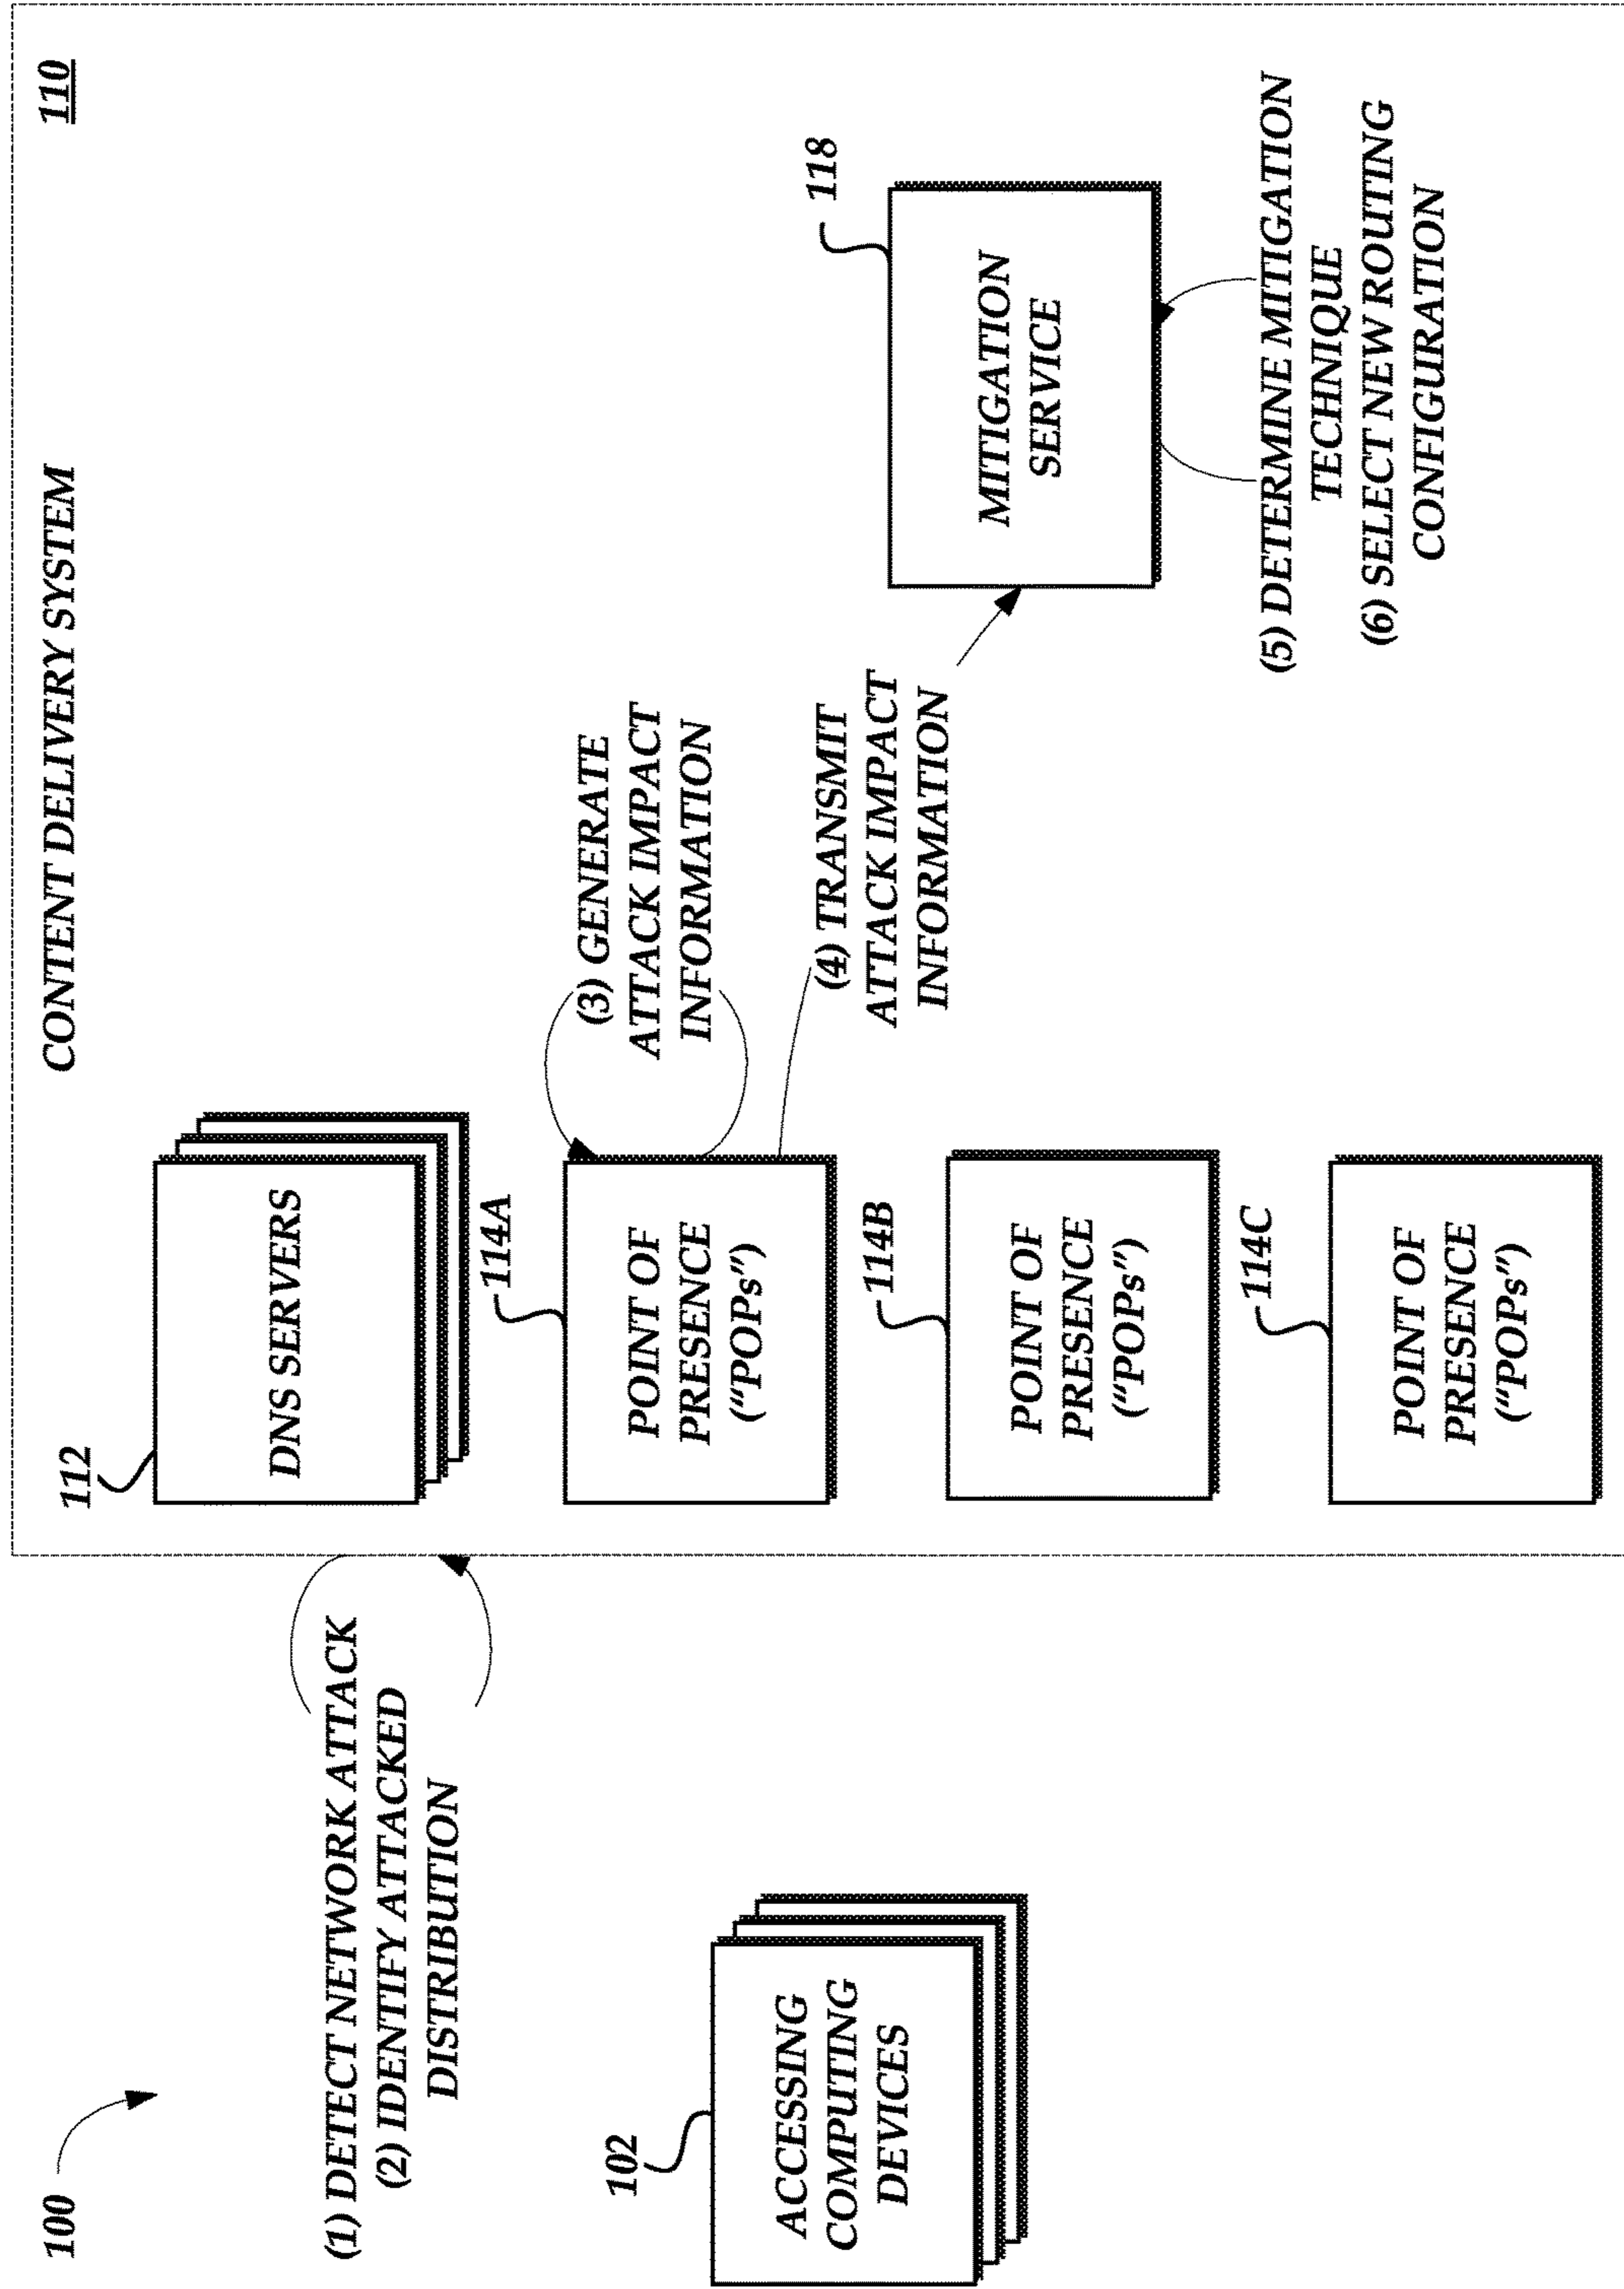 100
CONTENT DELIVERY SYSTEM
110
112
DNS SERVERS
(1) DETECT NETWORK ATTACK
(2) IDENTIFY ATTACKED
DISTRIBUTION
114A
POINT OF
PRESENCE
(“POPs”)
(3) GENERATE
ATTACK IMPACT
INFORMATION
(4) TRANSMIT
ATTACK IMPACT
INFORMATION
118
MITIGATION
SERVICE
102
ACCESSING
COMPUTING
DEVICES
114B
POINT OF
PRESENCE
(“POPs”)
(5) DETERMINE MITIGATION
TECHNIQUE
(6) SELECT NEW ROUTING
CONFIGURATION
114C
POINT OF
PRESENCE
(“POPs”)